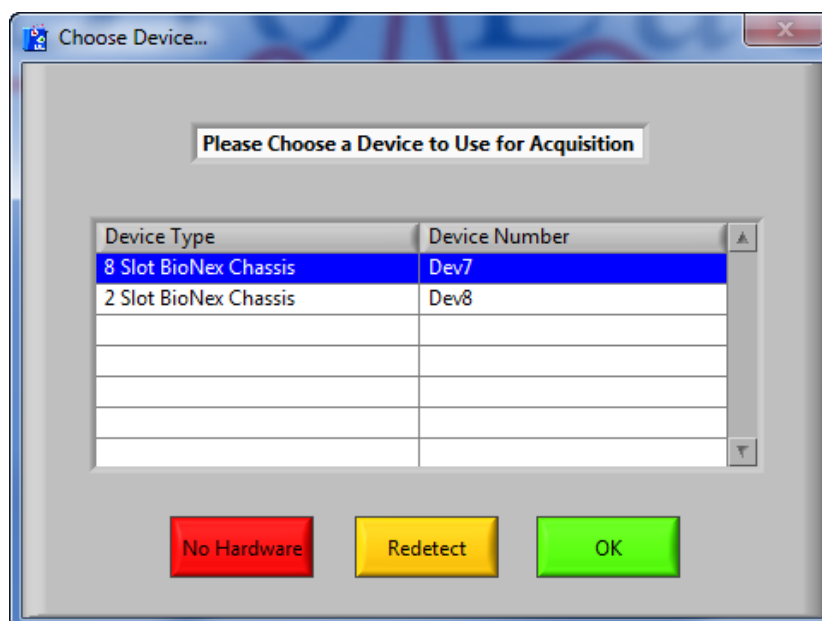 Choose Device...
Please Choose a Device to Use for Acquisition
Device Type Device Number
8 Slot BioNex Chassis Dev7
2 Slot BioNex Chassis Dev8
No Hardware Redetect OK